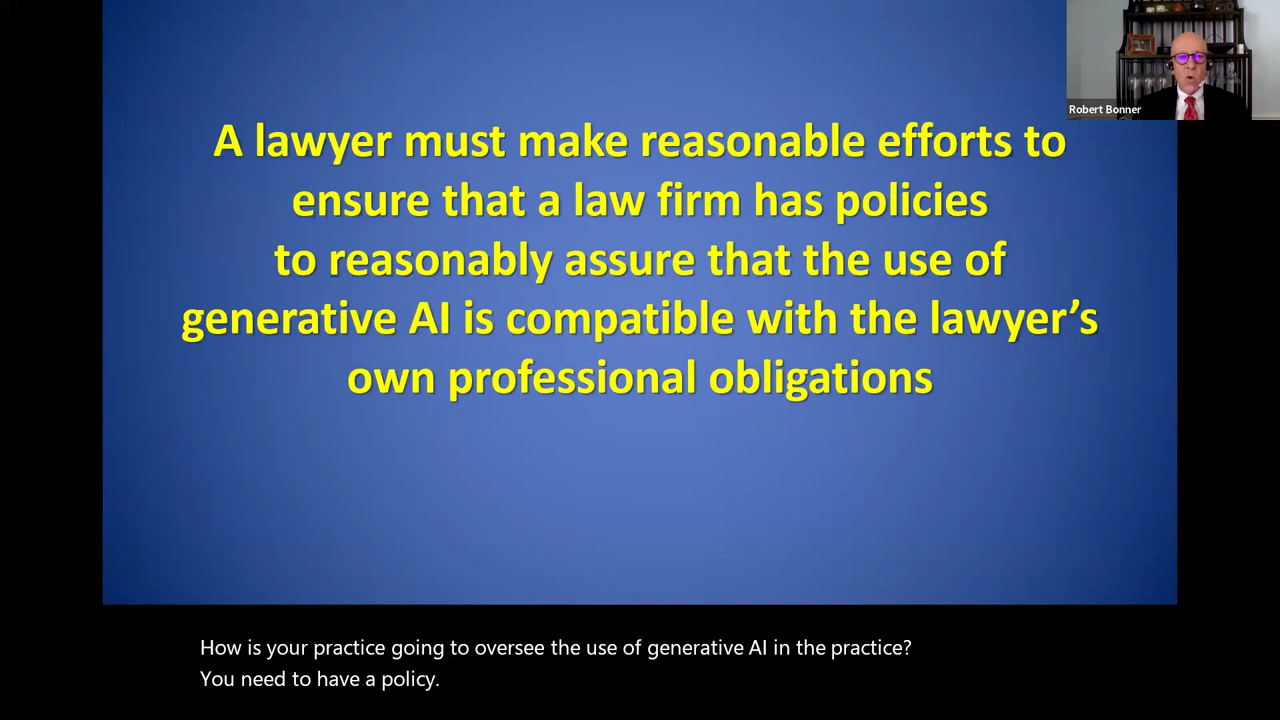 Robert Bonner
A lawyer must make reasonable efforts to
ensure that a law firm has policies
to reasonably assure that the use of
generative AI is compatible with the lawyer’s
own professional obligations
How is your practice going to oversee the use of generative AI in the practice?
You need to have a policy.